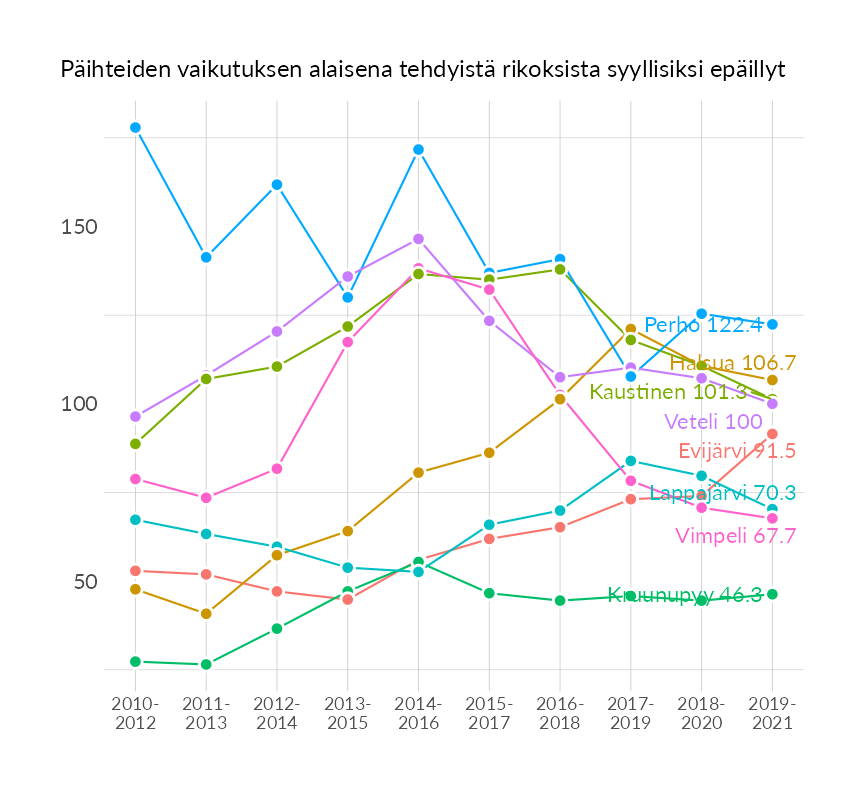 Päihteiden vaikutuksen alaisena tehdyistä rikoksista syyllisiksi epäillyt
150
100
50
Perho 122.4
Halsua 106.7
Kaustinen 101.3
Veteli 100
Evijärvi 91.5
Lappajärvi 70.3
Vimpeli 67.7
Kruunupyy 46.3
2010- 2011- 2012- 2013- 2014- 2015- 2016- 2017- 2018- 2019-
2012 2013 2014 2015 2016 2017 2018 2019 2020 2021